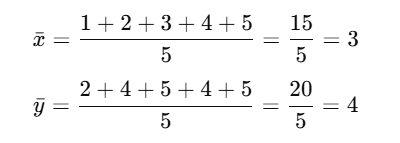 x̄ = (1 + 2 + 3 + 4 + 5)/5 = 15/5 = 3
ȳ = (2 + 4 + 5 + 4 + 5)/5 = 20/5 = 4